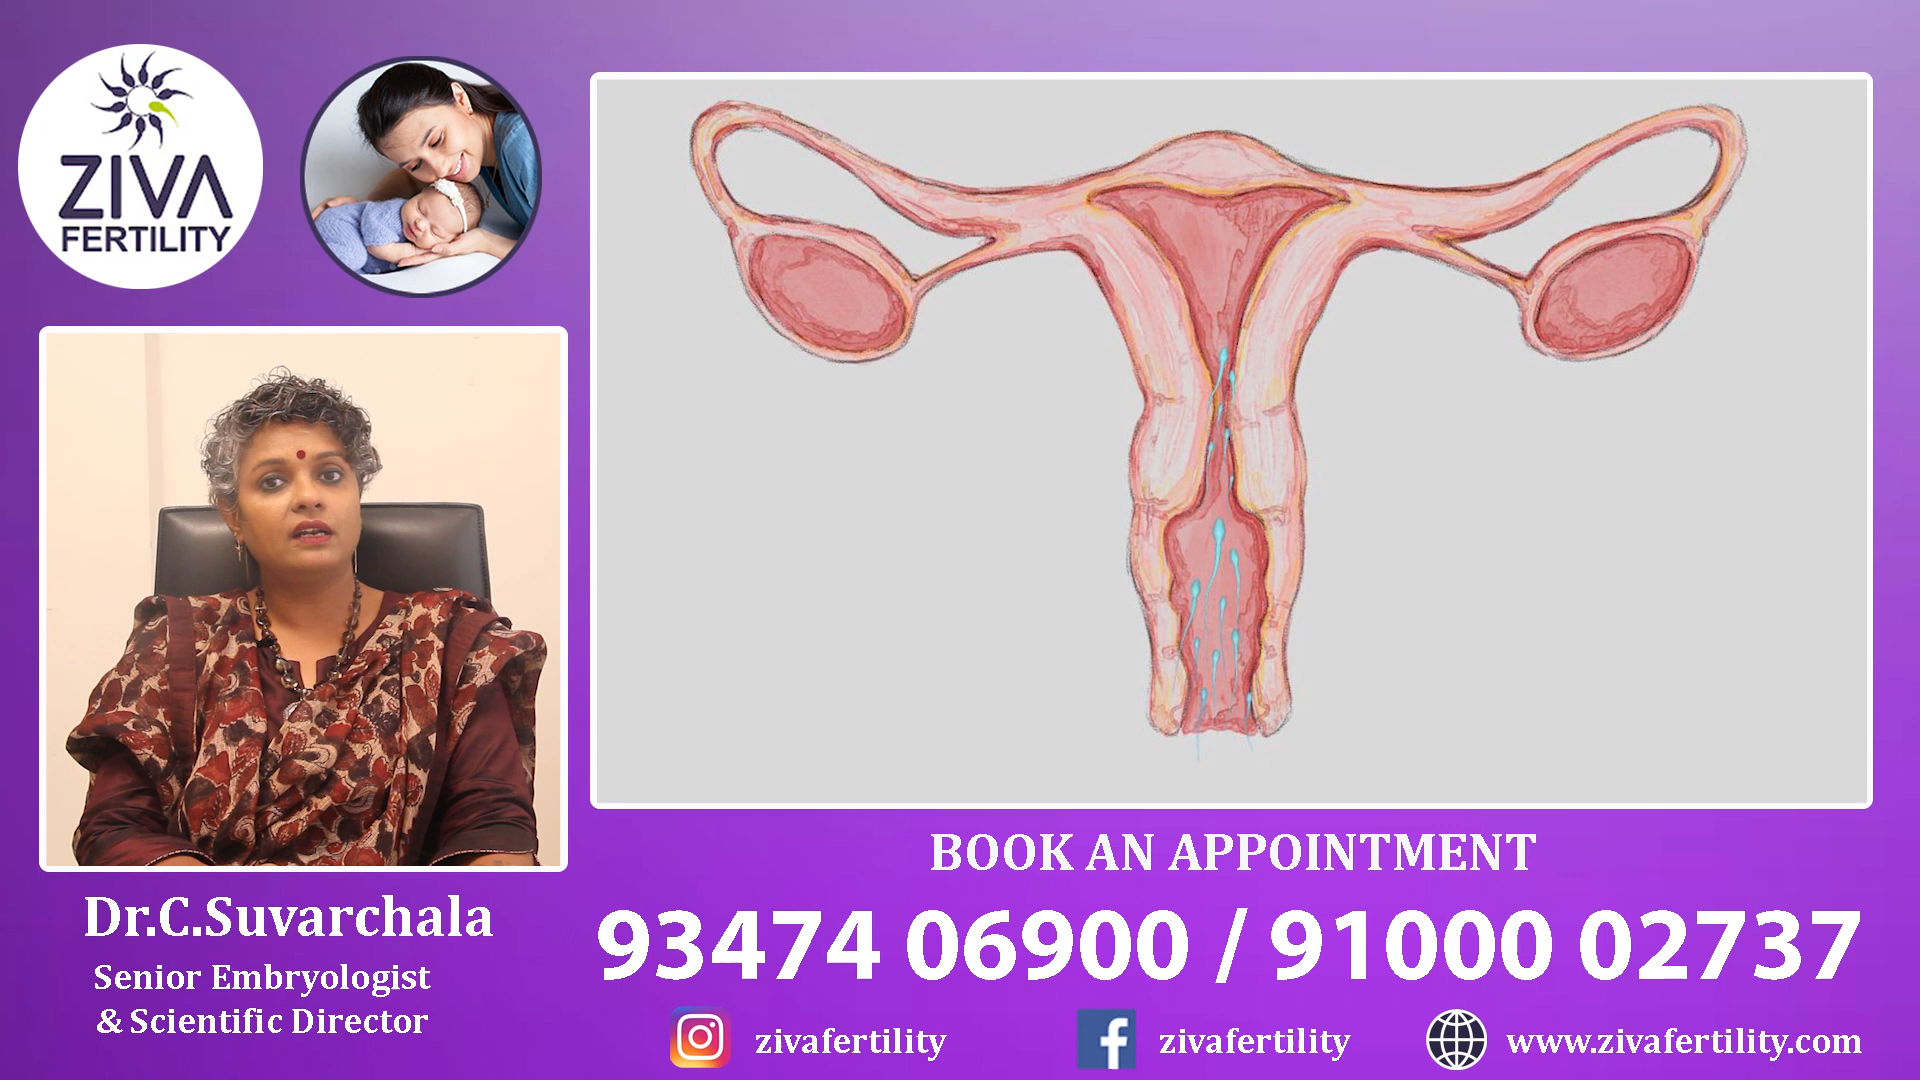 ZIVA
FERTILITY
Dr.C.Suvarchala
Senior Embryologist
& Scientific Director
BOOK AN APPOINTMENT
93474 06900 / 91000 02737
zivafertility
zivafertility
www.zivafertility.com